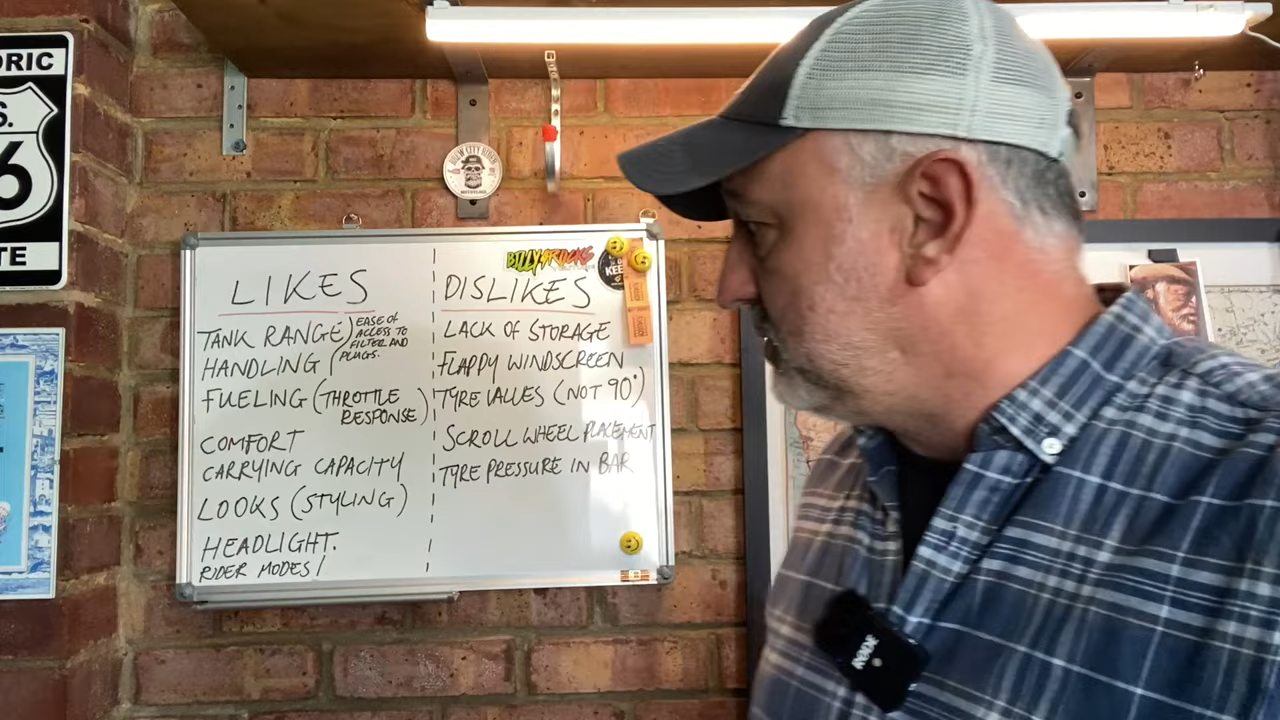 ORIC
S.
6
TE
LIKES
TANK RANGE
HANDLING
EASE OF
ACCESS TO
FILTER AND
PLUGS.
FUELING (THROTTLE
RESPONSE)
COMFORT
CARRYING CAPACITY
LOOKS (STYLING)
HEADLIGHT.
RIDER MODES!
DISLIKES
LACK OF STORAGE
FLAPPY WINDSCREEN
TYRE VALVES (NOT 90°)
SCROLL WHEEL PLACEMENT
TYRE PRESSURE IN BAR
KEE
RODE